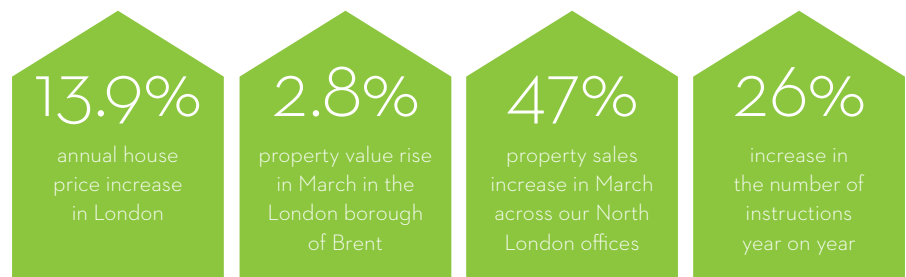 13.9%
annual house
price increase
in London
2.8%
property value rise
in March in the
London borough
of Brent
47%
property sales
increase in March
across our North
London offices
26%
increase in
the number of
instructions
year on year